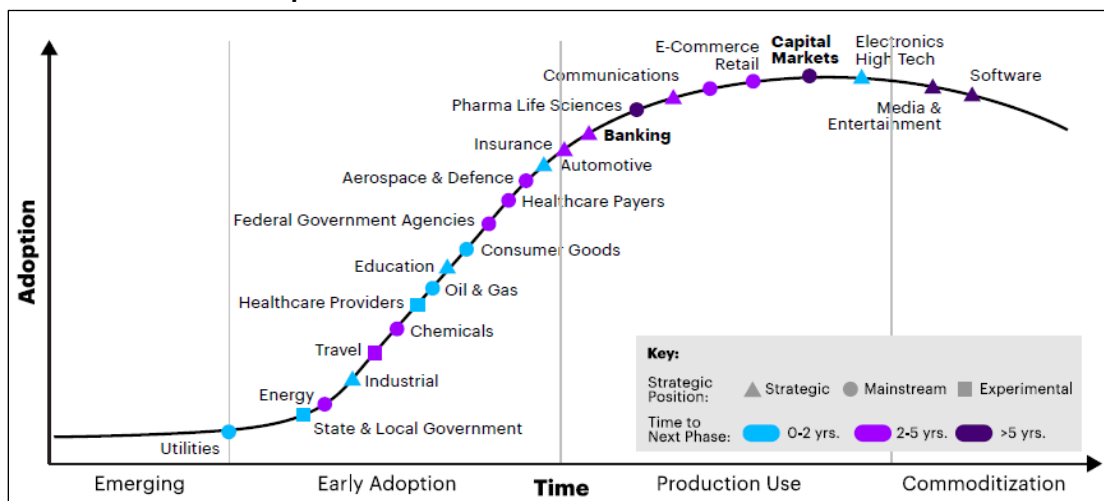 E-Commerce
Retail
Capital
Markets
Electronics
High Tech
Communications
Software
Pharma Life Sciences
Media &
Entertainment
Banking
Insurance
Automotive
Aerospace & Defence
Healthcare Payers
Federal Government Agencies
Consumer Goods
Education
Oil & Gas
Healthcare Providers
Chemicals
Travel
Industrial
Energy
State & Local Government
Utilities
Adoption
Key:
Strategic
Position:
Strategic
Mainstream
Experimental
Time to
Next Phase:
0-2 yrs.
2-5 yrs.
>5 yrs.
Emerging
Early Adoption
Time
Production Use
Commoditization